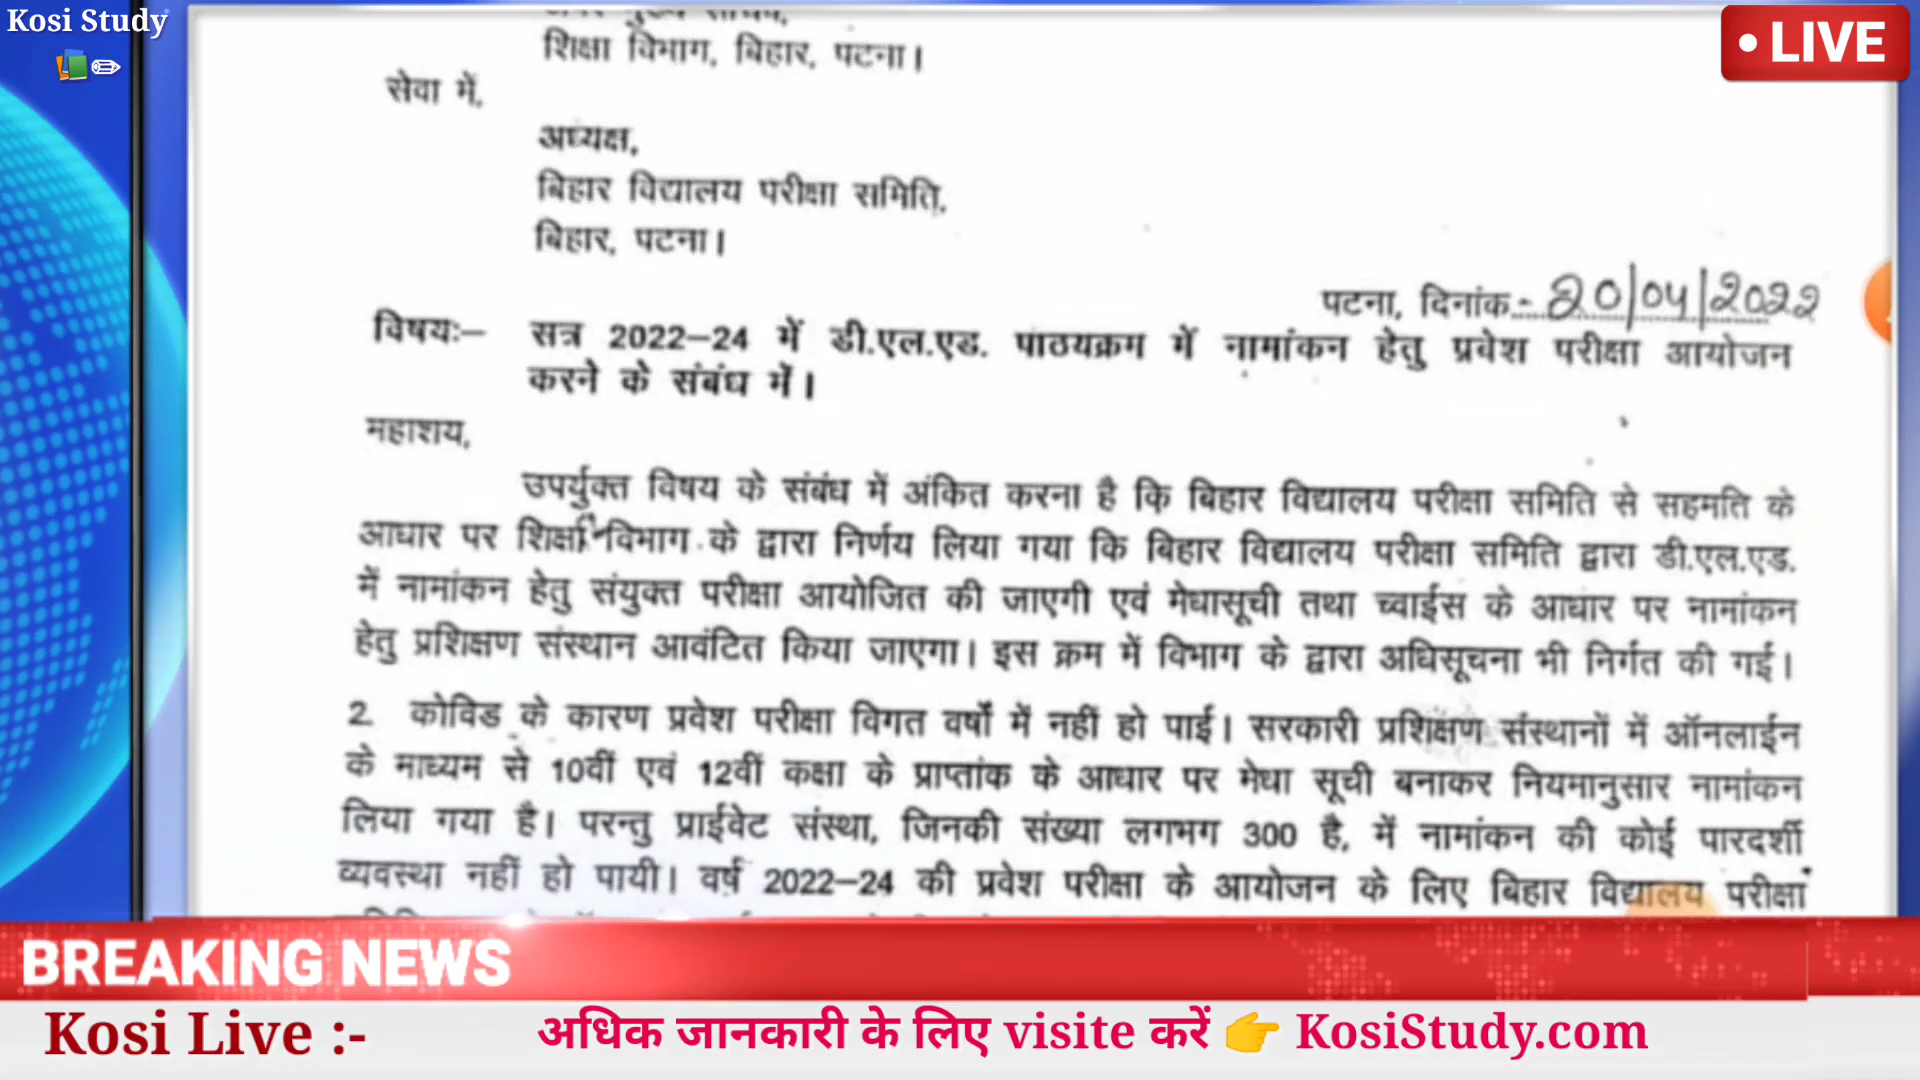 Kosi Study
LIVE
शिक्षा विभाग, बिहार, पटना।
सेवा में,
अध्यक्ष,
बिहार विद्यालय परीक्षा समिति,
बिहार, पटना।
पटना, दिनांक:- 20/04/2022
विषय:— सत्र 2022—24 में डी.एल.एड. पाठयक्रम में नामांकन हेतु प्रवेश परीक्षा आयोजन
करने के संबंध में।
महाशय,
उपर्युक्त विषय के संबंध में अंकित करना है कि बिहार विद्यालय परीक्षा समिति से सहमति के
आधार पर शिक्षा विभाग के द्वारा निर्णय लिया गया कि बिहार विद्यालय परीक्षा समिति द्वारा डी.एल.एड.
में नामांकन हेतु संयुक्त परीक्षा आयोजित की जाएगी एवं मेधासूची तथा च्वाईस के आधार पर नामांकन
हेतु प्रशिक्षण संस्थान आवंटित किया जाएगा। इस क्रम में विभाग के द्वारा अधिसूचना भी निर्गत की गई।
2. कोविड के कारण प्रवेश परीक्षा विगत वर्षों में नहीं हो पाई। सरकारी प्रशिक्षण संस्थानों में ऑनलाईन
के माध्यम से 10वीं एवं 12वीं कक्षा के प्राप्तांक के आधार पर मेधा सूची बनाकर नियमानुसार नामांकन
लिया गया है। परन्तु प्राईवेट संस्था, जिनकी संख्या लगभग 300 है, में नामांकन की कोई पारदर्शी
व्यवस्था नहीं हो पायी। वर्ष 2022—24 की प्रवेश परीक्षा के आयोजन के लिए बिहार विद्यालय परीक्षा
BREAKING NEWS
Kosi Live :- अधिक जानकारी के लिए visite करें 👉 KosiStudy.com